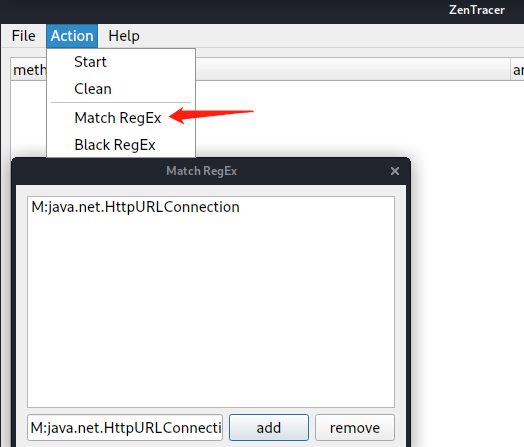 ZenTracer
File Action Help
Start
Clean
Match RegEx
Black RegEx
meth
ar
Match RegEx
M:java.net.HttpURLConnection
M:java.net.HttpURLConnecti
add
remove